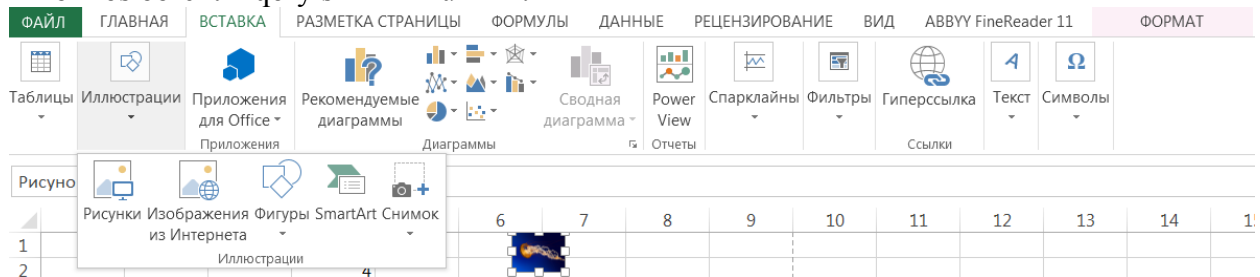 ФАЙЛ ГЛАВНАЯ ВСТАВКА РАЗМЕТКА СТРАНИЦЫ ФОРМУЛЫ ДАННЫЕ РЕЦЕНЗИРОВАНИЕ ВИД ABBYY FineReader 11 ФОРМАТ
Таблицы Иллюстрации Приложения для Office Рекомендуемые диаграммы Сводная диаграмма Power View Спарклайны Фильтры Гиперссылка Текст Символы
Приложения Диаграммы Отчеты Ссылки
Рисуно
Рисунки Изображения из Интернета Фигуры SmartArt Снимок
Иллюстрации
6 7 8 9 10 11 12 13 14
1
2 4